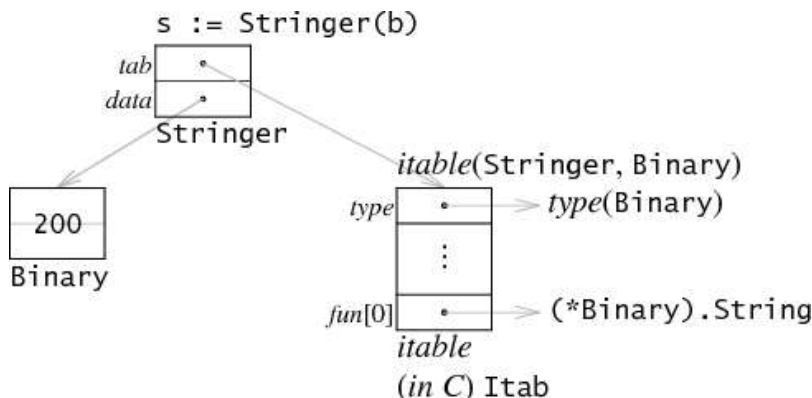 s := Stringer(b)
tab
data
Stringer
200
Binary
itable(Stringer, Binary)
type
type(Binary)
fun[0]
(*Binary).String
itable
(in C) Itab